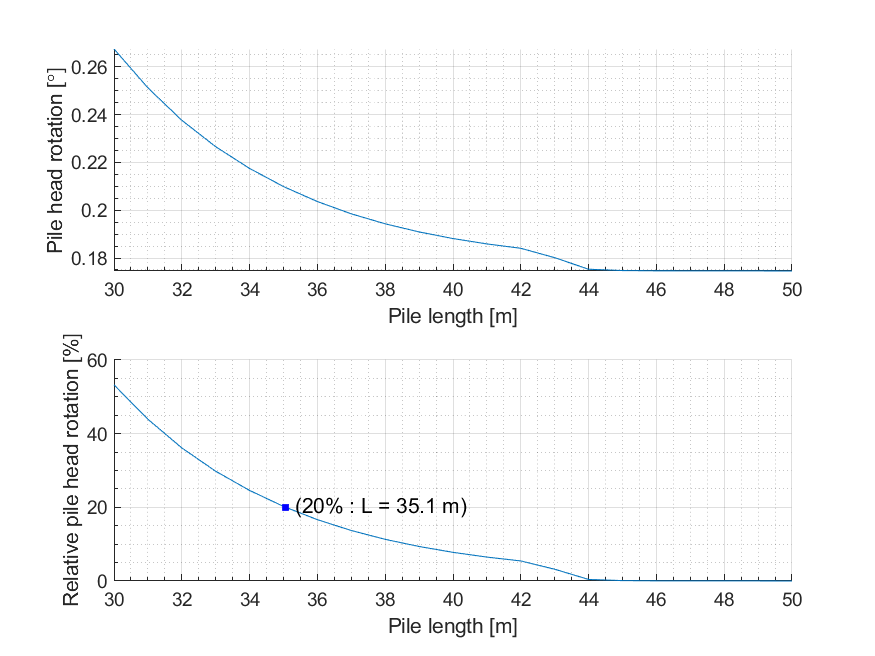 Pile head rotation [°]
0.26
0.24
0.22
0.2
0.18
30 32 34 36 38 40 42 44 46 48 50
Pile length [m]
Relative pile head rotation [%]
60
40
20
0
(20% : L = 35.1 m)
30 32 34 36 38 40 42 44 46 48 50
Pile length [m]